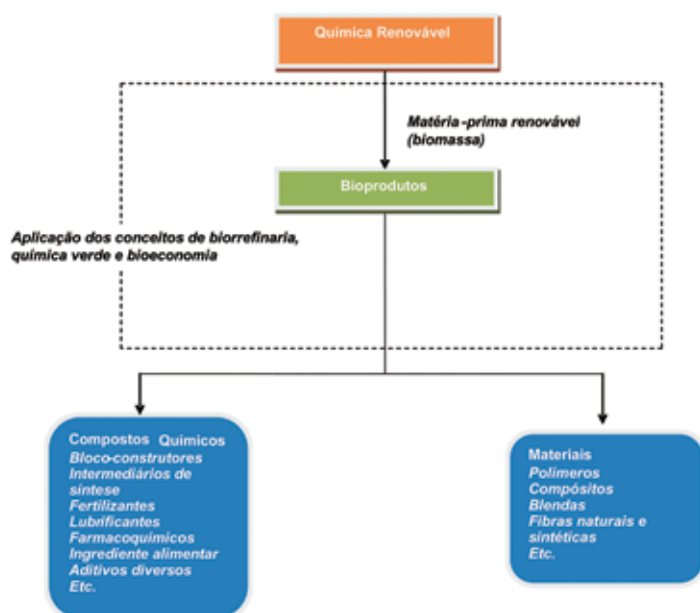 Química Renovável
Matéria-prima renovável
(biomassa)
Bioprodutos
Aplicação dos conceitos de biorrefinaria,
química verde e bioeconomia
Compostos Químicos
Bloco-construtores
Intermediários de
síntese
Fertilizantes
Lubrificantes
Farmacoquímicos
Ingrediente alimentar
Aditivos diversos
Etc.
Materiais
Polímeros
Compósitos
Blendas
Fibras naturais e
sintéticas
Etc.